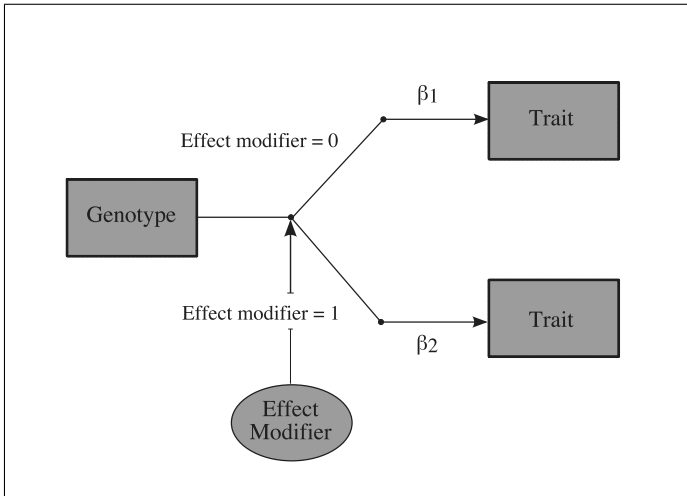 β1
Trait
Effect modifier = 0
Genotype
Effect modifier = 1
Trait
β2
Effect
Modifier